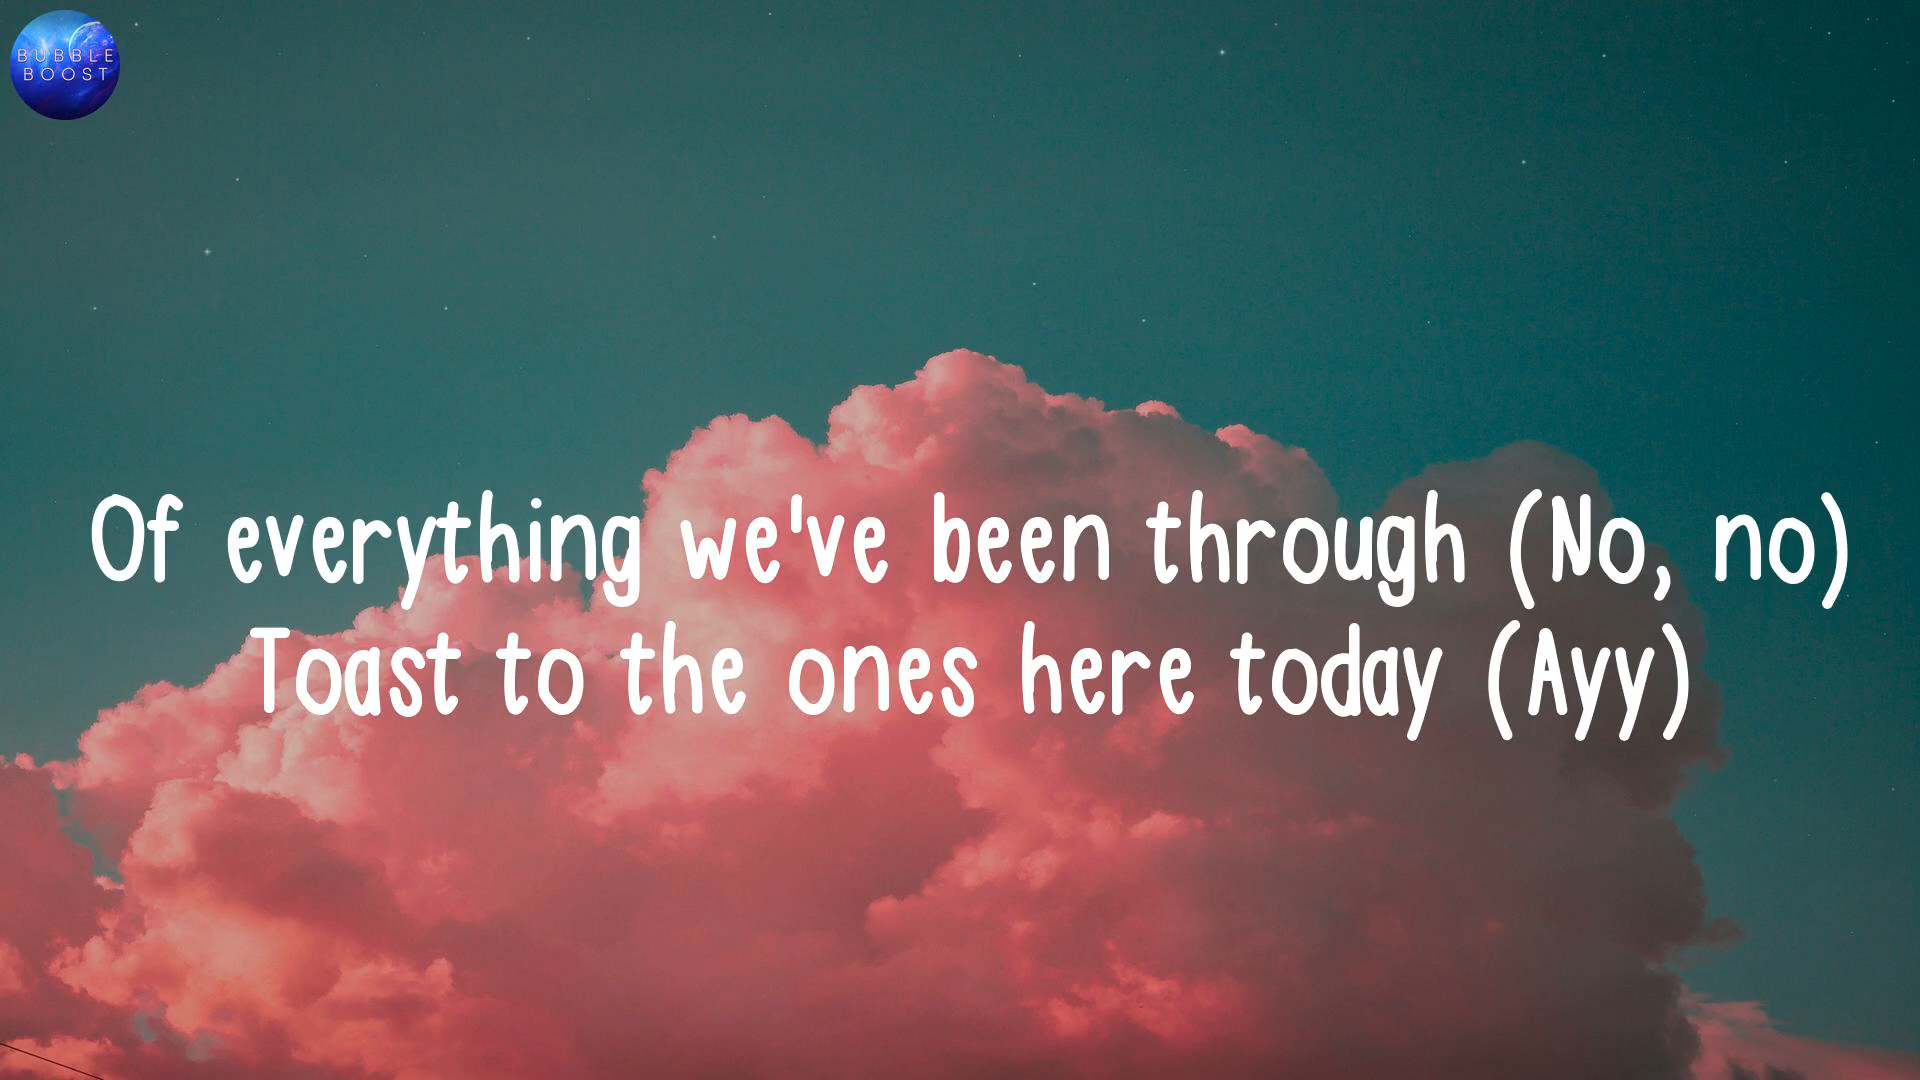 BUBBLE
BOOST
Of everything we've been through (No, no)
Toast to the ones here today (Ayy)